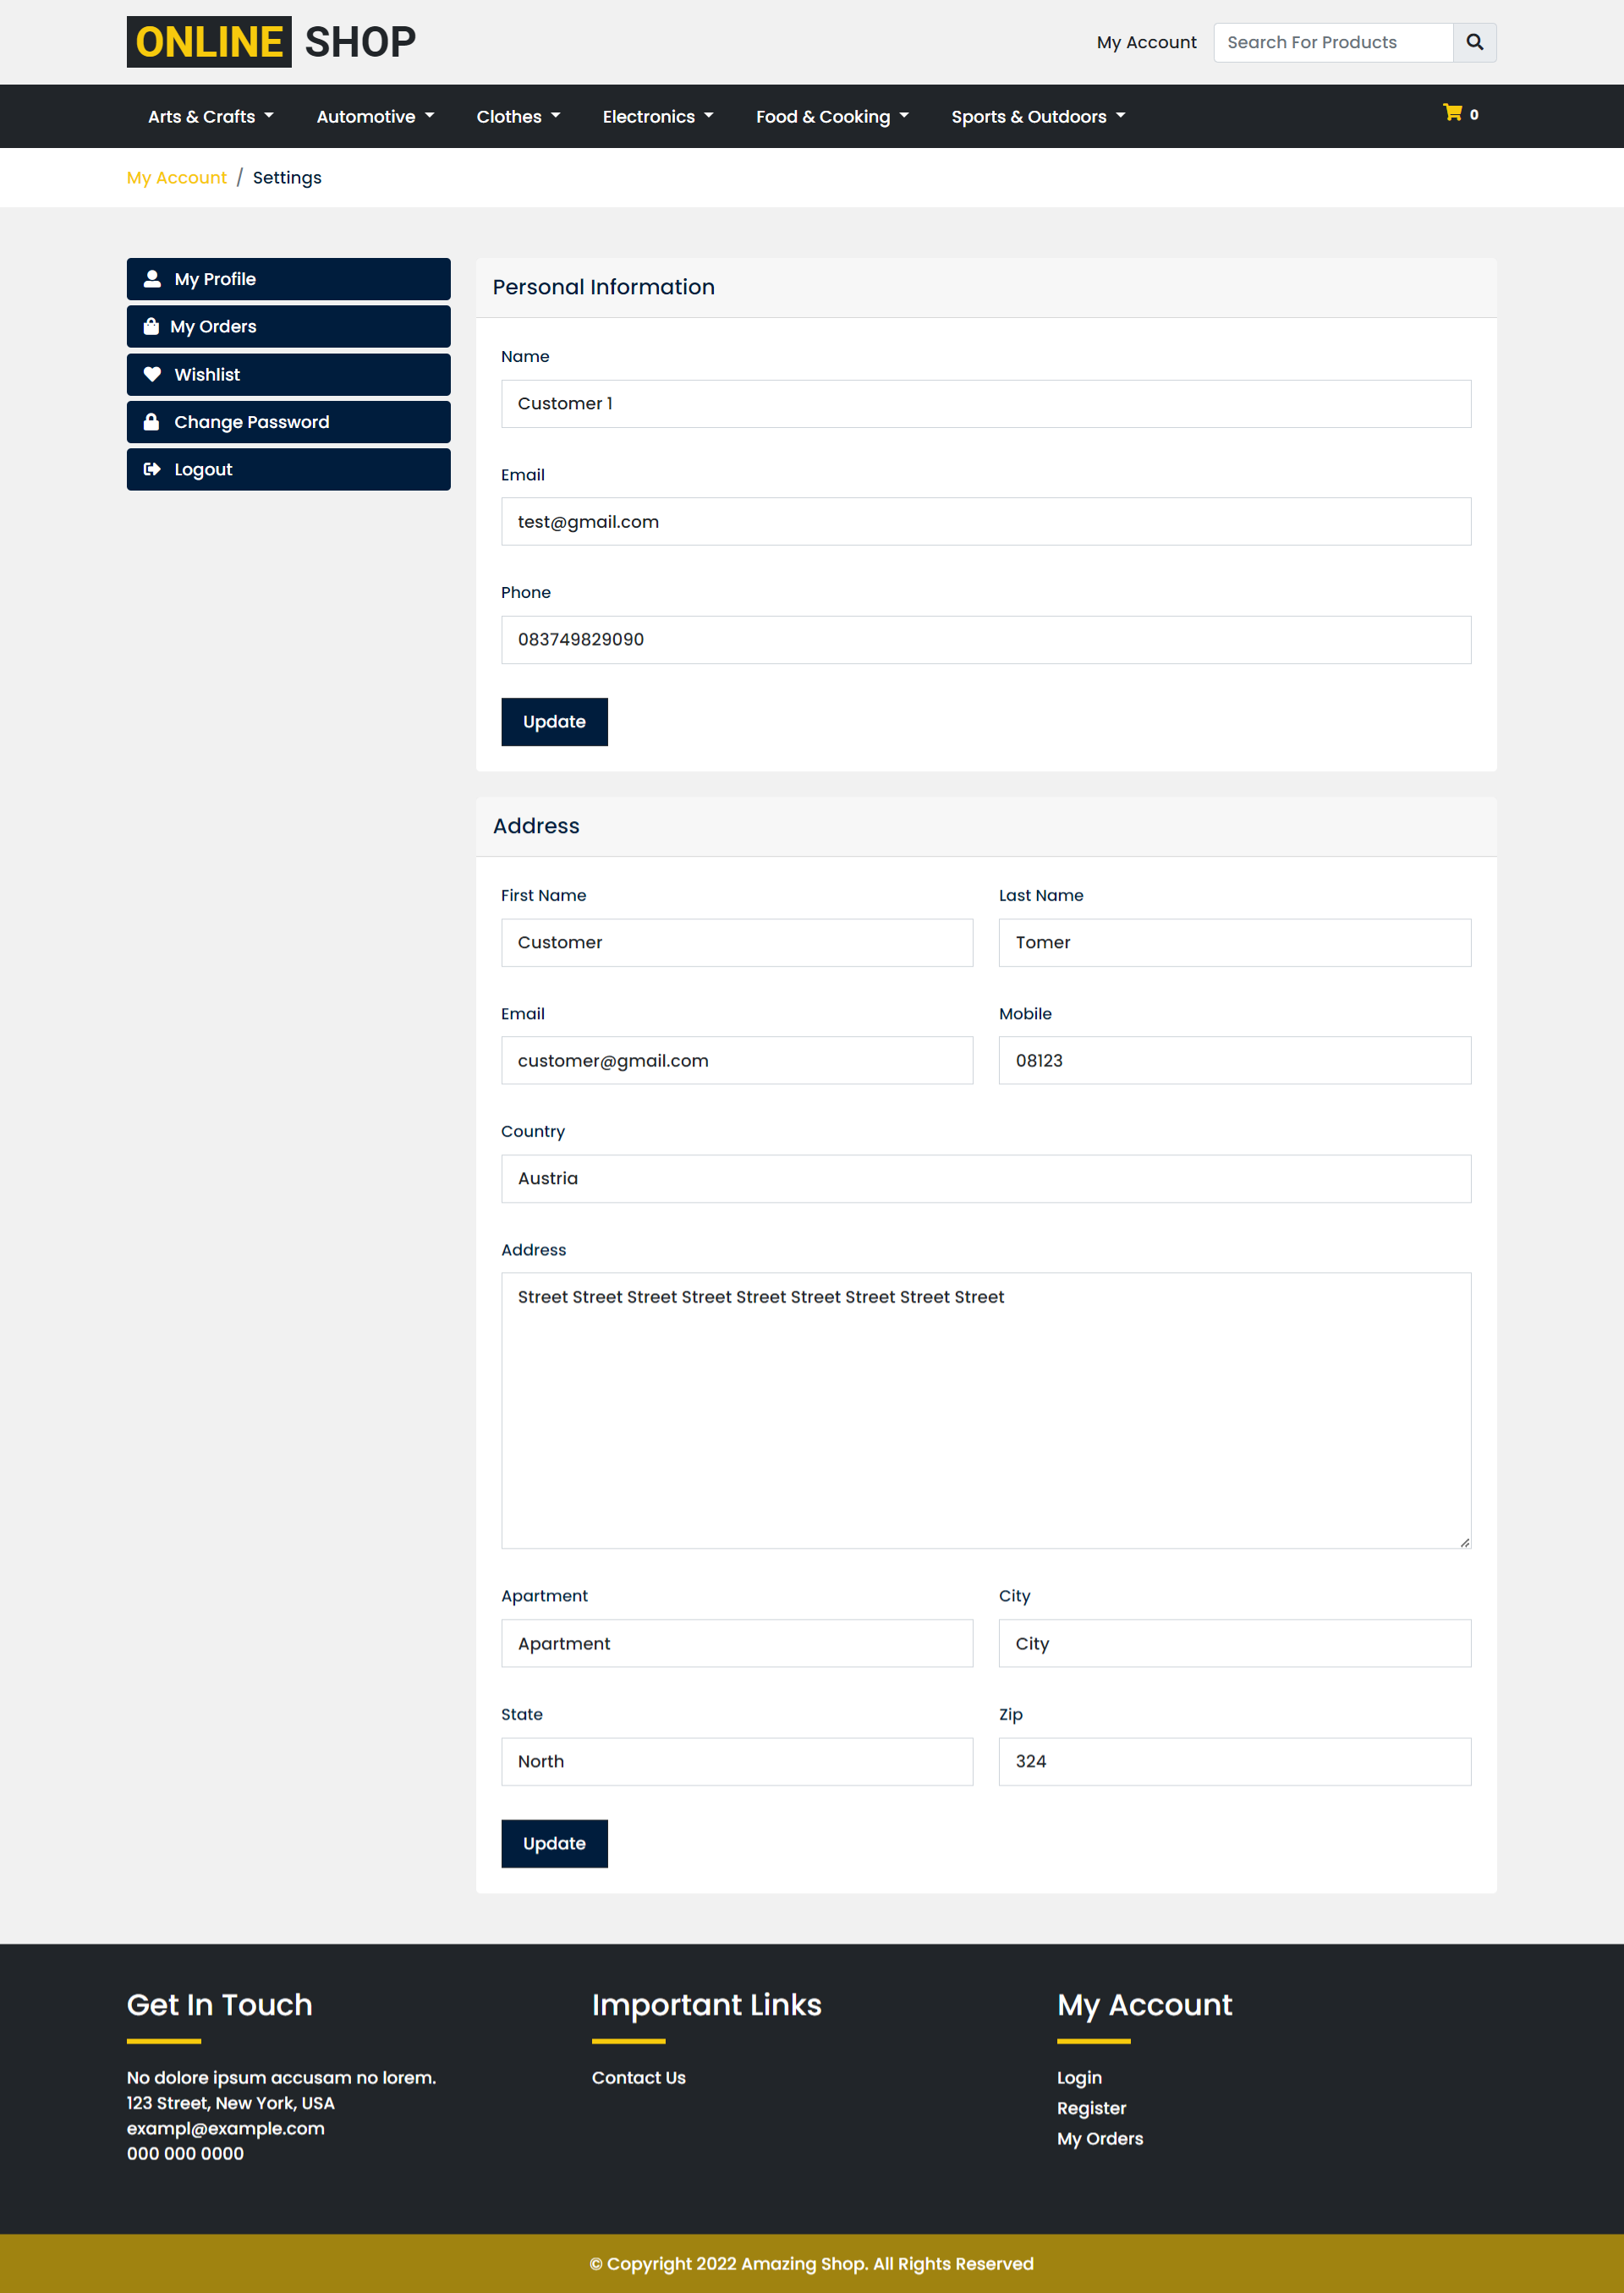 ONLINE SHOP
My Account
Search For Products
Arts & Crafts
Automotive
Clothes
Electronics
Food & Cooking
Sports & Outdoors
0
My Account / Settings
My Profile
My Orders
Wishlist
Change Password
Logout
Personal Information
Name
Customer 1
Email
test@gmail.com
Phone
083749829090
Update
Address
First Name
Last Name
Customer
Tomer
Email
Mobile
customer@gmail.com
08123
Country
Austria
Address
Street Street Street Street Street Street Street Street Street
Apartment
City
Apartment
City
State
Zip
North
324
Update
Get In Touch
No dolore ipsum accusam no lorem.
123 Street, New York, USA
exampl@example.com
000 000 0000
Important Links
Contact Us
My Account
Login
Register
My Orders
© Copyright 2022 Amazing Shop. All Rights Reserved